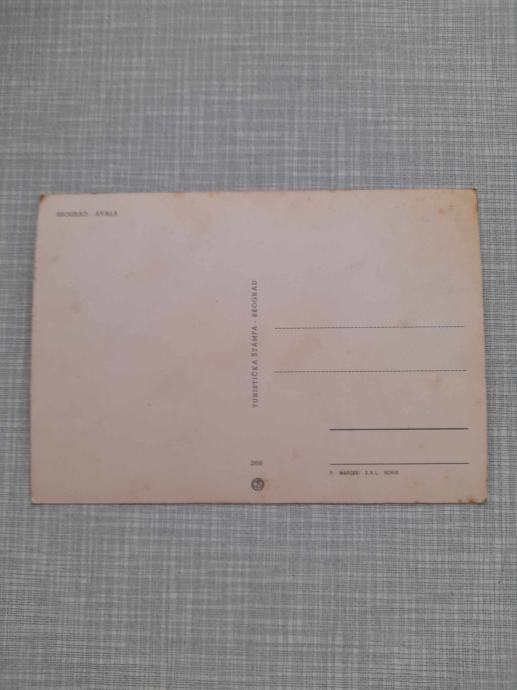 BEOGRAD - AVALA
TURISTIČKA ŠTAMPA - BEOGRAD
P. MARZARI S.R.L. SCHIO